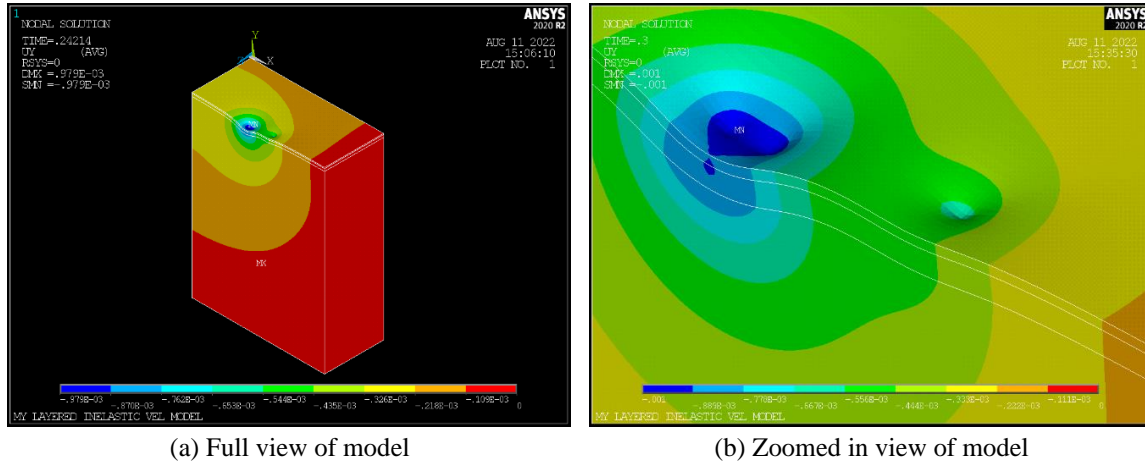 1
NODAL SOLUTION
TIME=.24214
UY (AVG)
RSYS=0
DMX =.979E-03
SMN =-.979E-03
ANSYS
2020 R2
AUG 11 2022
15:06:10
PLOT NO. 1
Y
X
MN
MX
-.979E-03 -.870E-03 -.762E-03 -.653E-03 -.544E-03 -.435E-03 -.326E-03 -.218E-03 -.109E-03 0
MY LAYERED INELASTIC VEL MODEL
(a) Full view of model
NODAL SOLUTION
TIME=.3
UY (AVG)
RSYS=0
DMX =.001
SMN =-.001
ANSYS
2020 R2
AUG 11 2022
15:35:30
PLOT NO. 1
MN
-.001 -.889E-03 -.778E-03 -.667E-03 -.556E-03 -.444E-03 -.333E-03 -.222E-03 -.111E-03 0
MY LAYERED INELASTIC VEL MODEL
(b) Zoomed in view of model